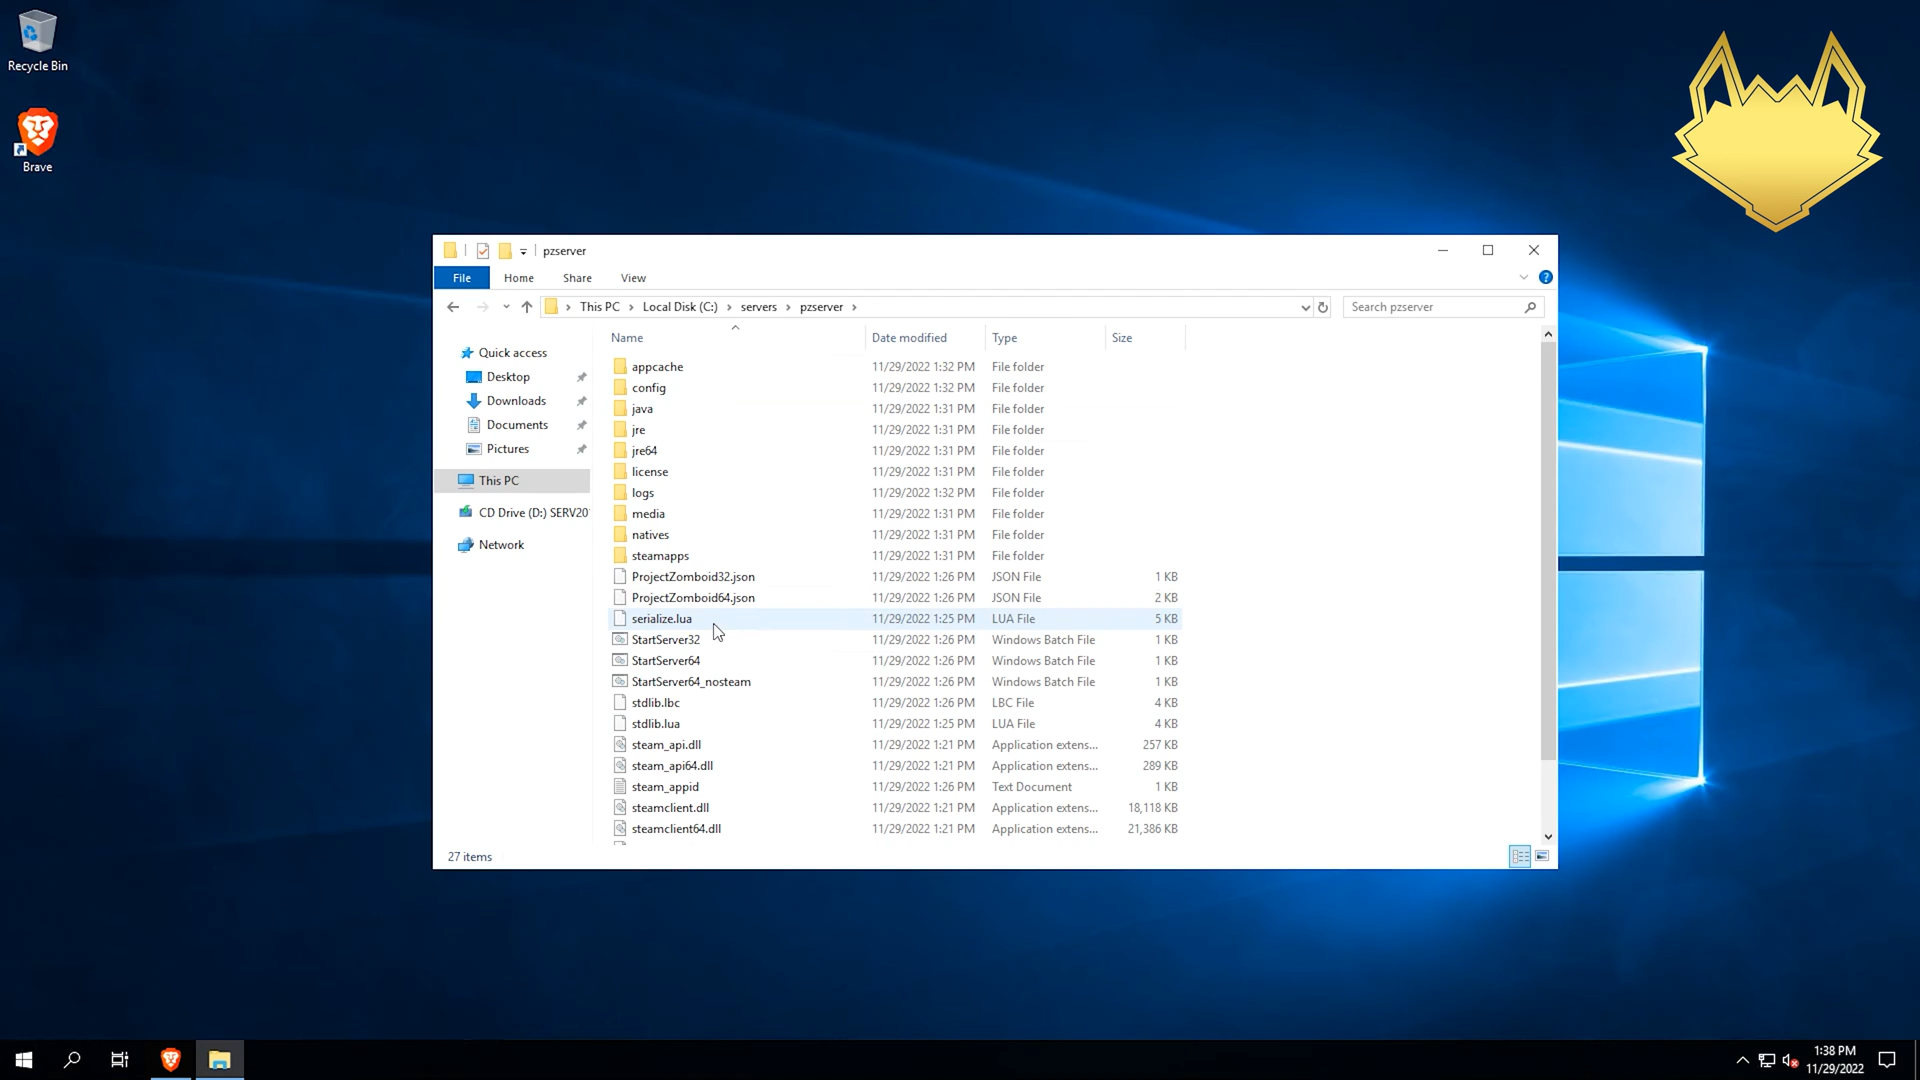 Recycle Bin
Brave
pzserver
File Home Share View
This PC Local Disk (C:) servers pzserver
Search pzserver
Name Date modified Type Size
Quick access
Desktop
Downloads
Documents
Pictures
This PC
CD Drive (D:) SERV20
Network
appcache 11/29/2022 1:32 PM File folder
config 11/29/2022 1:32 PM File folder
java 11/29/2022 1:31 PM File folder
jre 11/29/2022 1:31 PM File folder
jre64 11/29/2022 1:31 PM File folder
license 11/29/2022 1:31 PM File folder
logs 11/29/2022 1:32 PM File folder
media 11/29/2022 1:31 PM File folder
natives 11/29/2022 1:31 PM File folder
steamapps 11/29/2022 1:31 PM File folder
ProjectZomboid32.json 11/29/2022 1:26 PM JSON File 1 KB
ProjectZomboid64.json 11/29/2022 1:26 PM JSON File 2 KB
serialize.lua 11/29/2022 1:25 PM LUA File 5 KB
StartServer32 11/29/2022 1:26 PM Windows Batch File 1 KB
StartServer64 11/29/2022 1:26 PM Windows Batch File 1 KB
StartServer64_nosteam 11/29/2022 1:26 PM Windows Batch File 1 KB
stdlib.lbc 11/29/2022 1:26 PM LBC File 4 KB
stdlib.lua 11/29/2022 1:25 PM LUA File 4 KB
steam_api.dll 11/29/2022 1:21 PM Application extens... 257 KB
steam_api64.dll 11/29/2022 1:21 PM Application extens... 289 KB
steam_appid 11/29/2022 1:26 PM Text Document 1 KB
steamclient.dll 11/29/2022 1:21 PM Application extens... 18,118 KB
steamclient64.dll 11/29/2022 1:21 PM Application extens... 21,386 KB
27 items
1:38 PM
11/29/2022